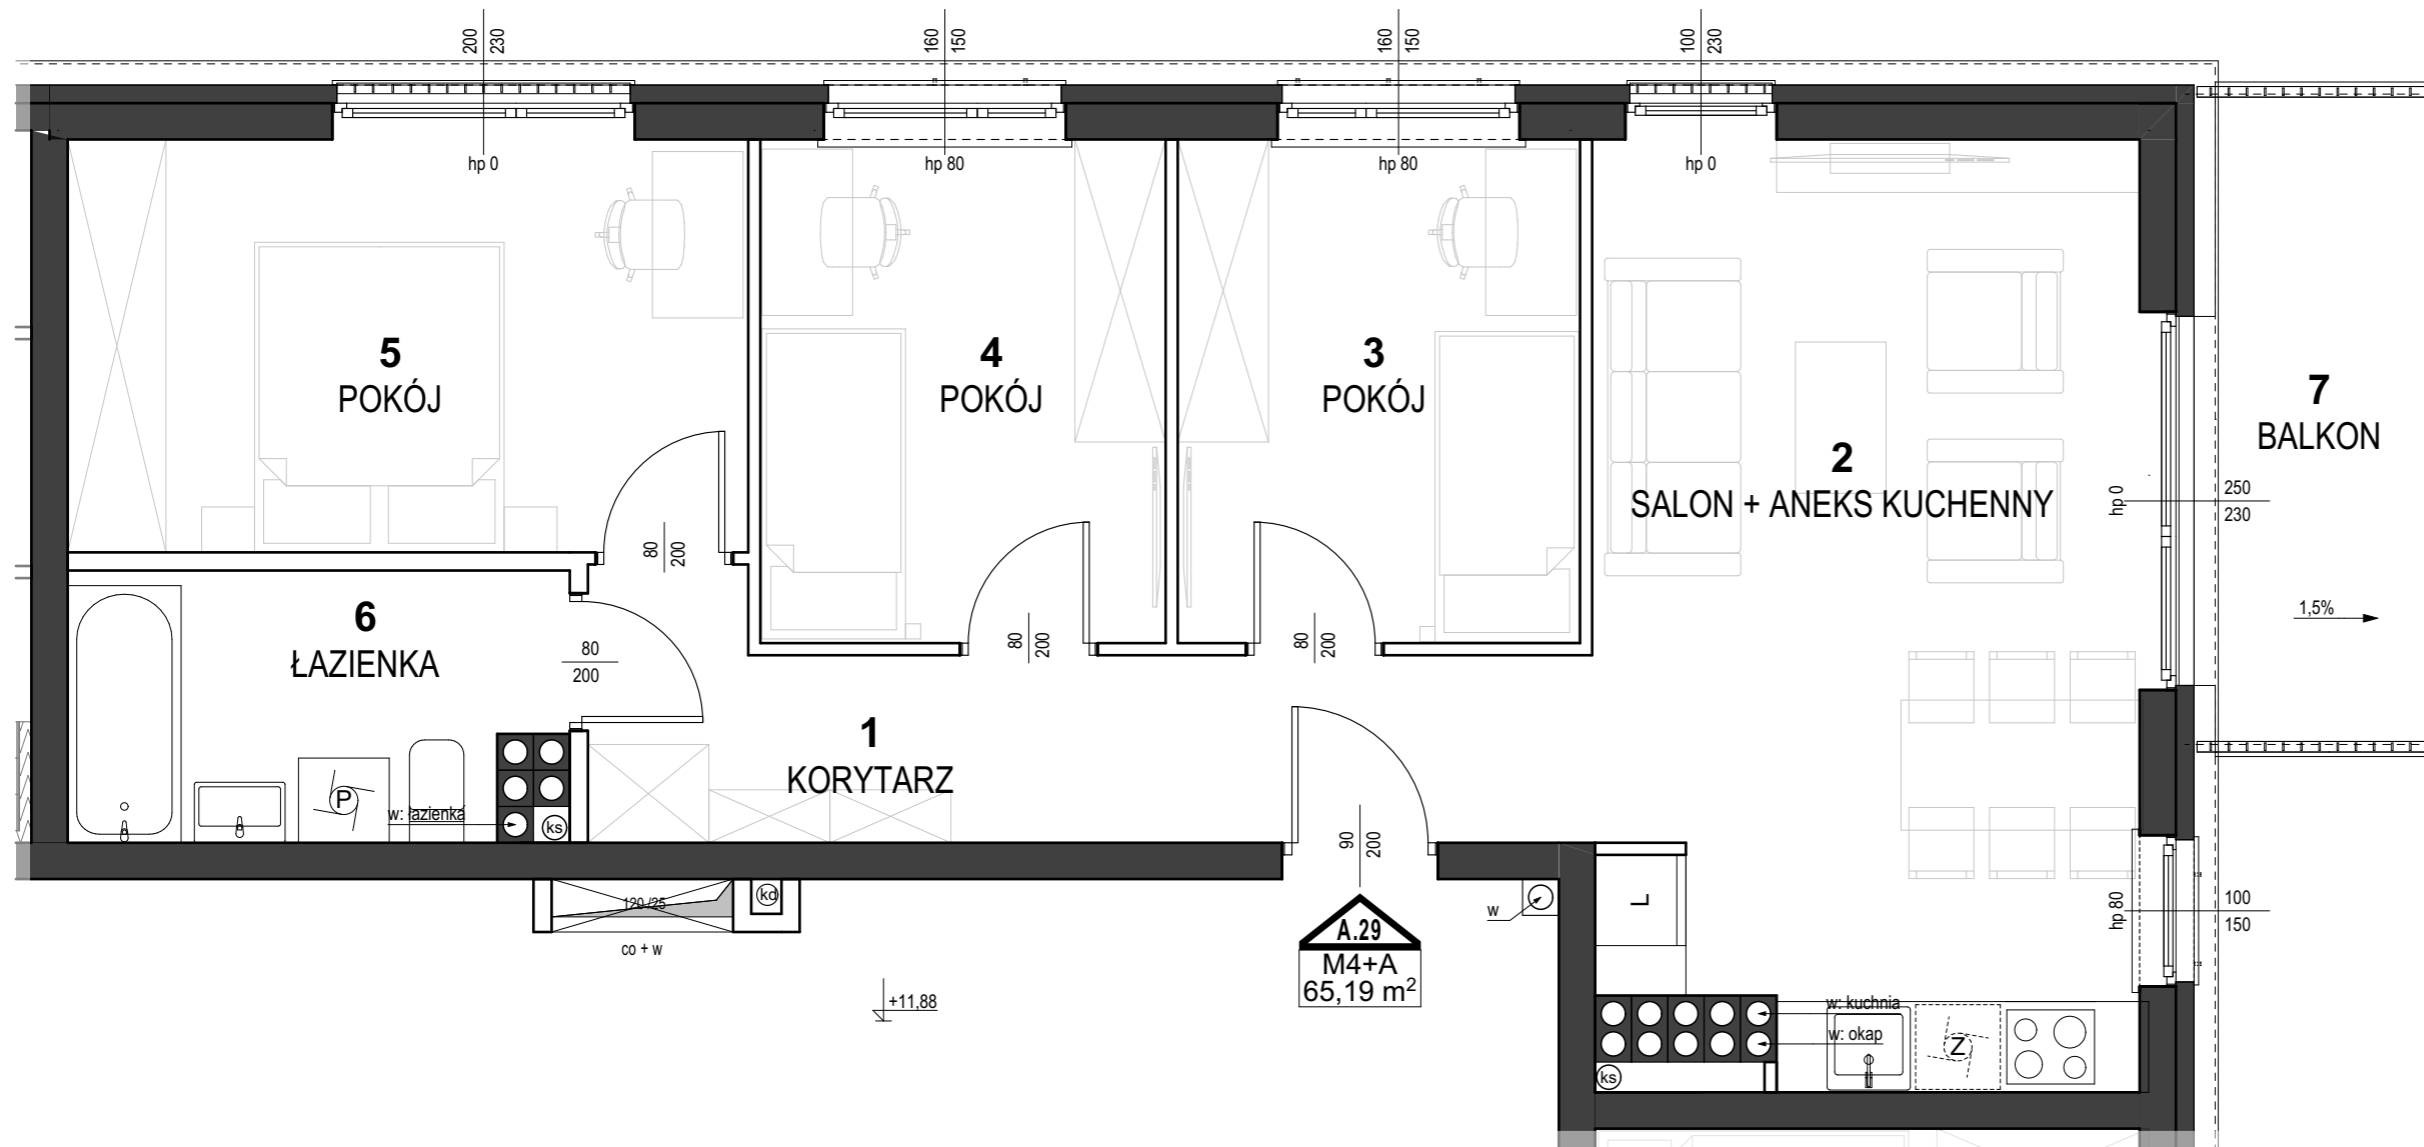 200
230
160
150
160
150
100
230
hp 0
hp 80
hp 80
hp 0
5
POKÓJ
4
POKÓJ
3
POKÓJ
2
SALON + ANEKS KUCHENNY
7
BALKON
hp 0
250
230
1,5%
80
200
80
200
80
200
80
200
6
ŁAZIENKA
1
KORYTARZ
P
w: łazienka
ks
90
200
kd
120 /25
co + w
w
A.29
M4+A
65,19 m²
+11,88
L
hp 80
100
150
w: kuchnia
w: okap
Z
ks